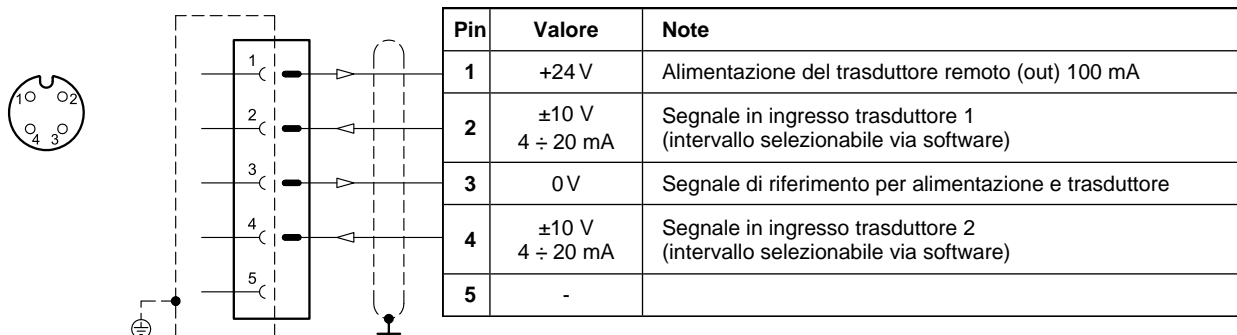 1 2
4 3
1
2
3
4
5
Pin Valore Note
1 +24 V Alimentazione del trasduttore remoto (out) 100 mA
2 ±10 V
4 ÷ 20 mA Segnale in ingresso trasduttore 1
(intervallo selezionabile via software)
3 0 V Segnale di riferimento per alimentazione e trasduttore
4 ±10 V
4 ÷ 20 mA Segnale in ingresso trasduttore 2
(intervallo selezionabile via software)
5 -